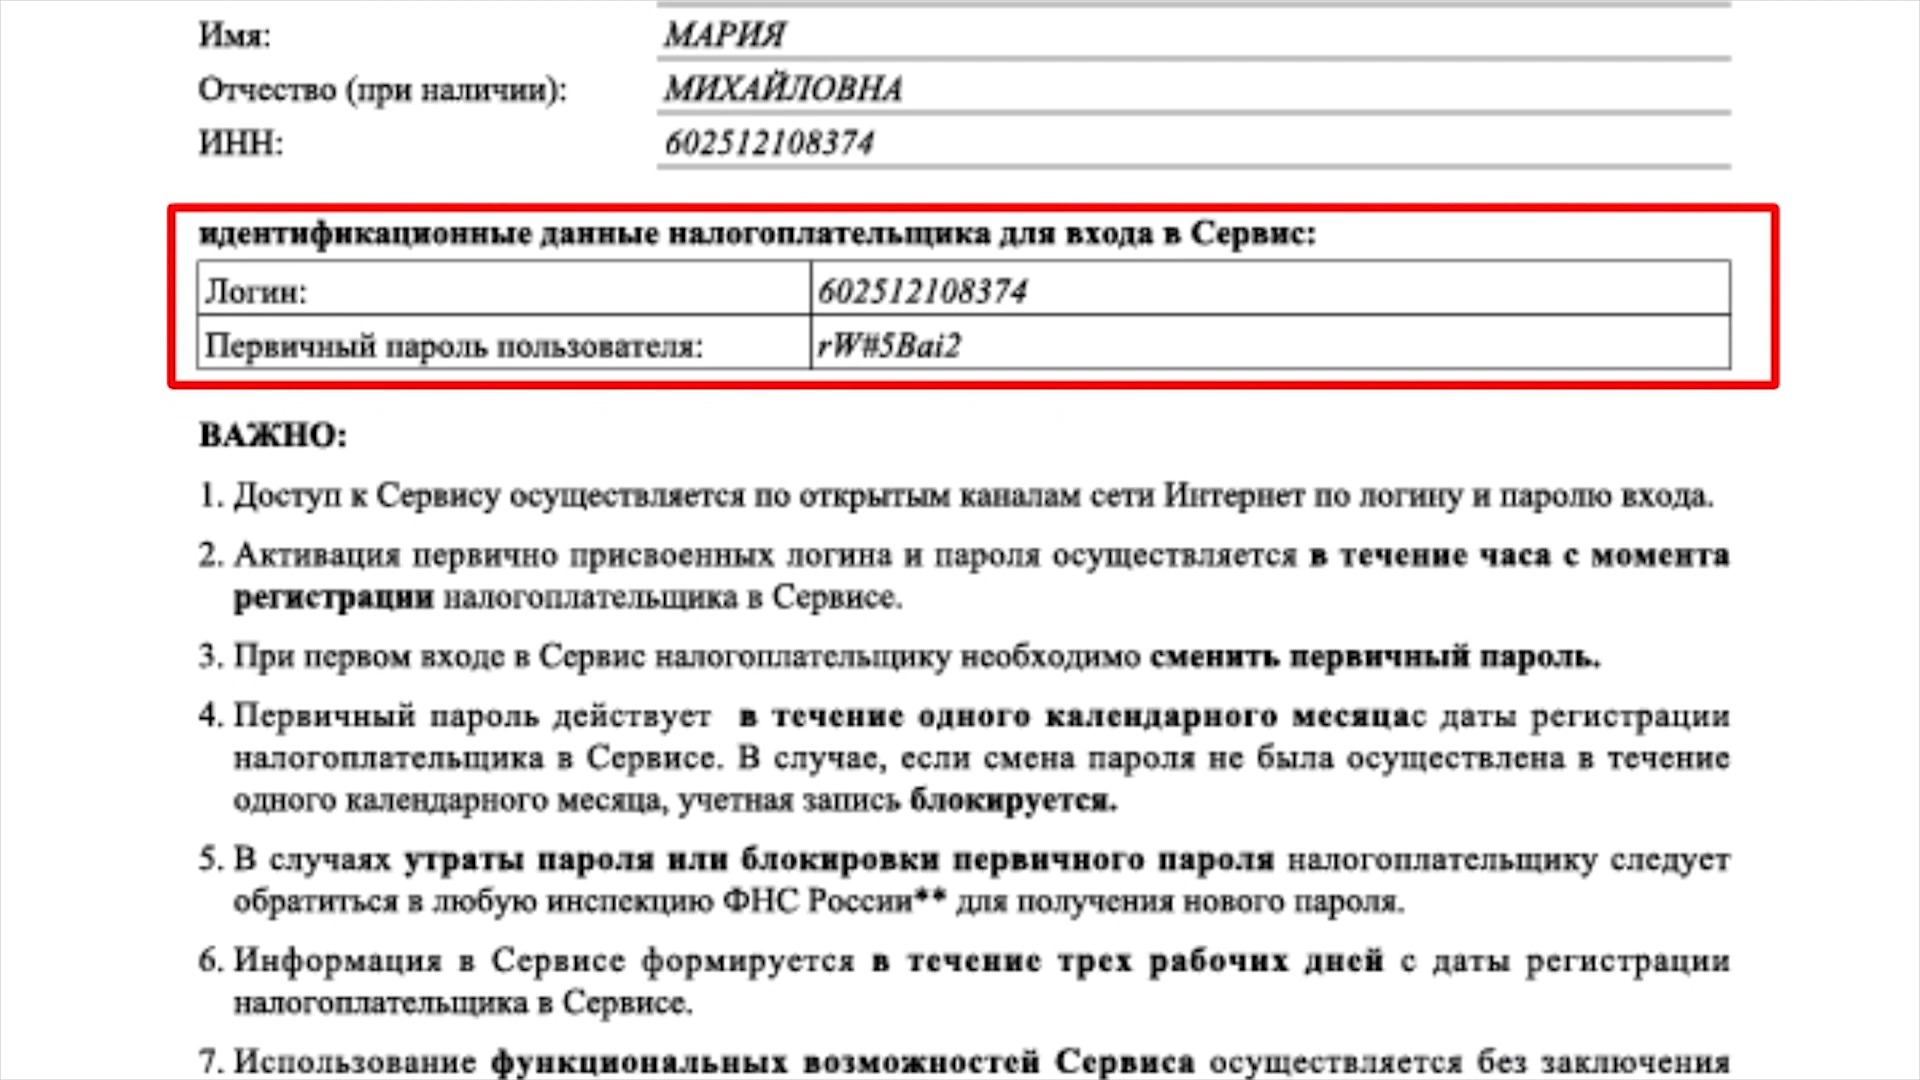 Имя: МАРИЯ
Отчество (при наличии): МИХАЙЛОВНА
ИНН: 602512108374
идентификационные данные налогоплательщика для входа в Сервис:
Логин: 602512108374
Первичный пароль пользователя: rW#5Bai2
ВАЖНО:
1. Доступ к Сервису осуществляется по открытым каналам сети Интернет по логину и паролю входа.
2. Активация первично присвоенных логина и пароля осуществляется в течение часа с момента
регистрации налогоплательщика в Сервисе.
3. При первом входе в Сервис налогоплательщику необходимо сменить первичный пароль.
4. Первичный пароль действует в течение одного календарного месяцас даты регистрации
налогоплательщика в Сервисе. В случае, если смена пароля не была осуществлена в течение
одного календарного месяца, учетная запись блокируется.
5. В случаях утраты пароля или блокировки первичного пароля налогоплательщику следует
обратиться в любую инспекцию ФНС России** для получения нового пароля.
6. Информация в Сервисе формируется в течение трех рабочих дней с даты регистрации
налогоплательщика в Сервисе.
7. Использование функциональных возможностей Сервиса осуществляется без заключения